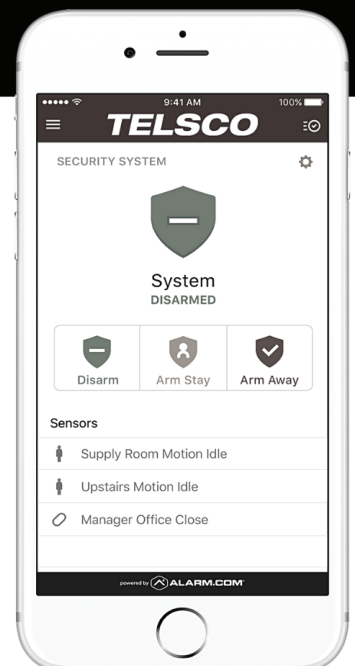 9:41 AM
100%
TELSCO
SECURITY SYSTEM
System
DISARMED
Disarm Arm Stay Arm Away
Sensors
Supply Room Motion Idle
Upstairs Motion Idle
Manager Office Close
powered by ALARM.COM